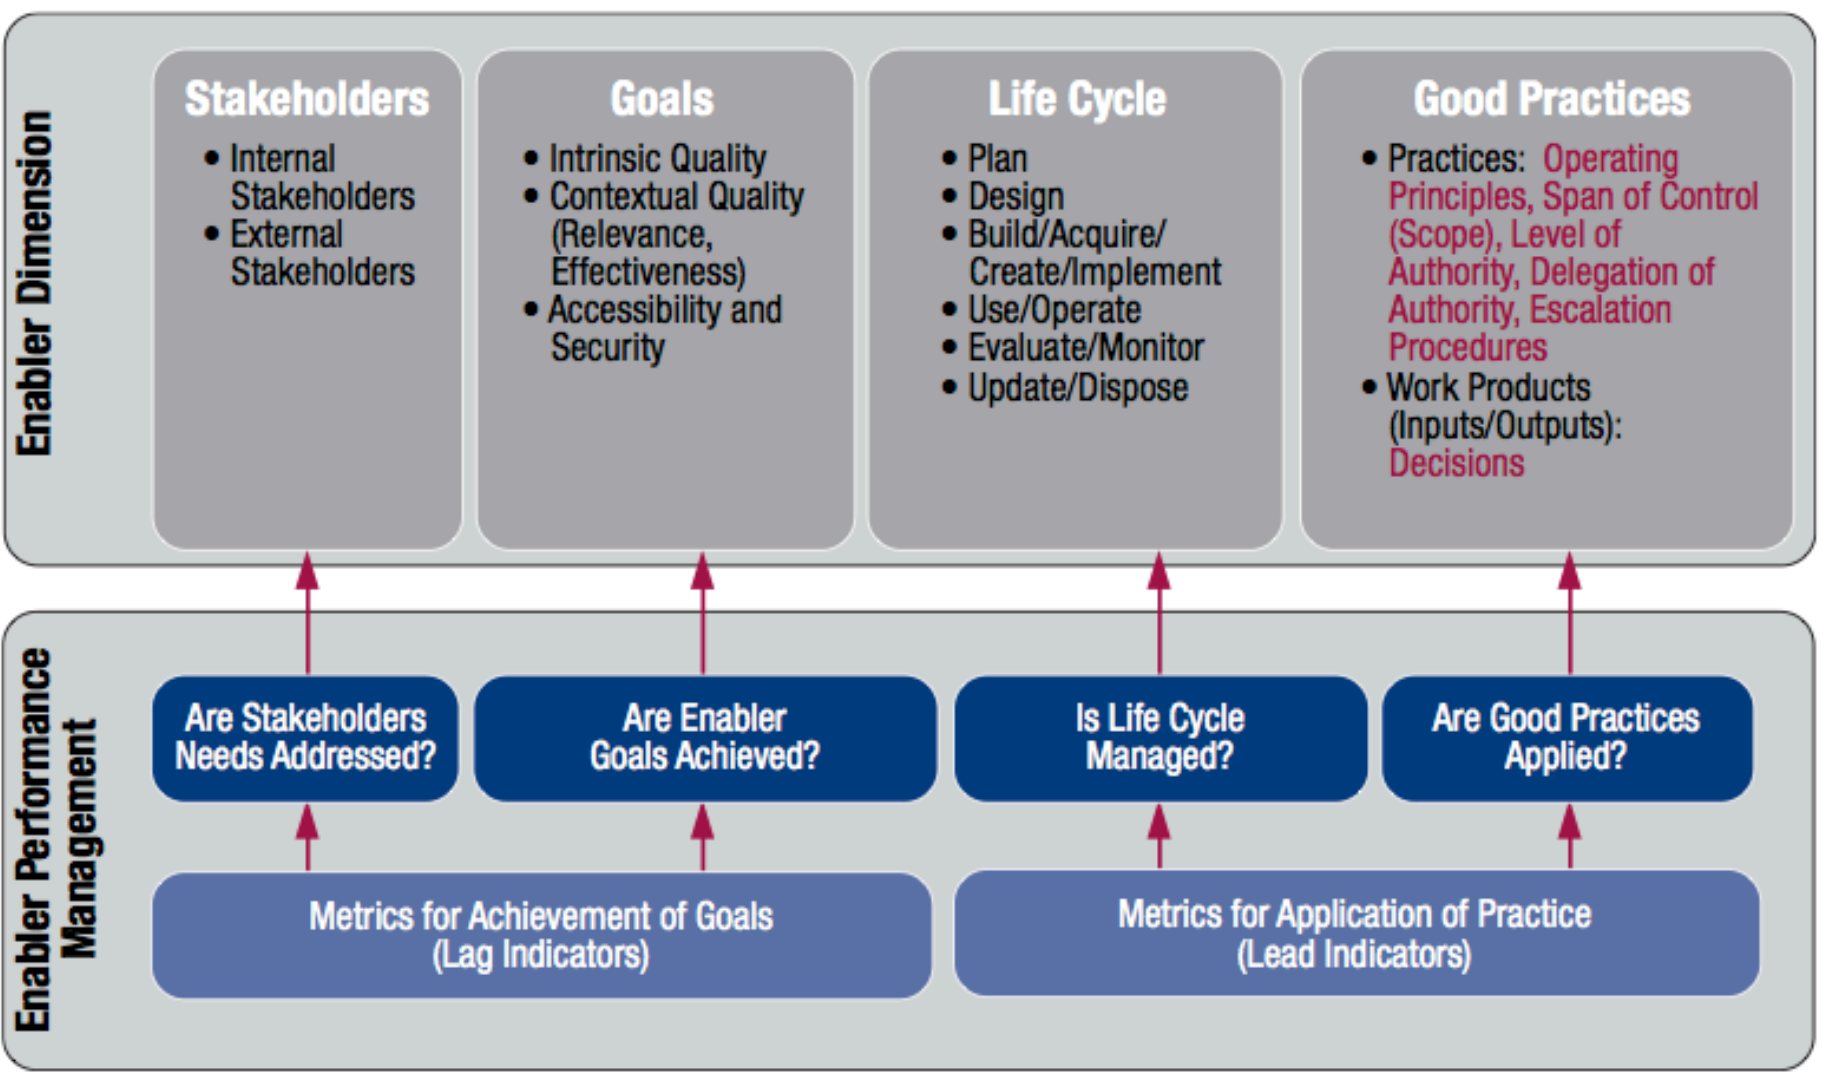 Enabler Dimension
Stakeholders
• Internal
Stakeholders
• External
Stakeholders
Goals
• Intrinsic Quality
• Contextual Quality
(Relevance,
Effectiveness)
• Accessibility and
Security
Life Cycle
• Plan
• Design
• Build/Acquire/
Create/Implement
• Use/Operate
• Evaluate/Monitor
• Update/Dispose
Good Practices
• Practices: Operating
Principles, Span of Control
(Scope), Level of
Authority, Delegation of
Authority, Escalation
Procedures
• Work Products
(Inputs/Outputs):
Decisions
Enabler Performance
Management
Are Stakeholders
Needs Addressed?
Are Enabler
Goals Achieved?
Is Life Cycle
Managed?
Are Good Practices
Applied?
Metrics for Achievement of Goals
(Lag Indicators)
Metrics for Application of Practice
(Lead Indicators)